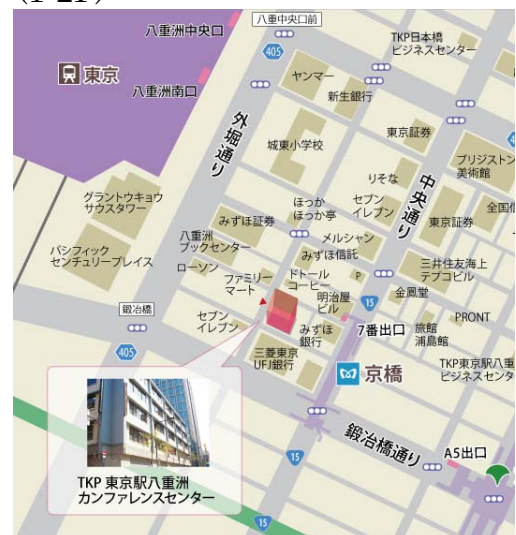 八重洲中央口
八重中央口前
405
TKP日本橋
ビジネスセンター
東京
八重洲南口
ヤンマー
新生銀行
外堀通り
城東小学校
東京証券
ブリジストン
美術館
りそな
中央通り
グラントウキョウ
サウスタワー
ほっか
ほっか亭
セブン
イレブン
みずほ証券
東京証券
全国信
八重洲
ブックセンター
メルシャン
パシフィック
センチュリープレイス
みずほ信託
三井住友海上
テプコビル
ローソン
ファミリー
マート
ドトール
コーヒー
P
明治屋
ビル
金鳳堂
15
鍛冶橋
セブン
イレブン
みずほ
銀行
7番出口
旅館
浦島館
PRONT
405
三菱東京
UFJ銀行
京橋
TKP東京駅八重
ビジネスセンタ
鍛冶橋通り
A5出口
15
TKP 東京駅八重洲
カンファレンスセンター
15